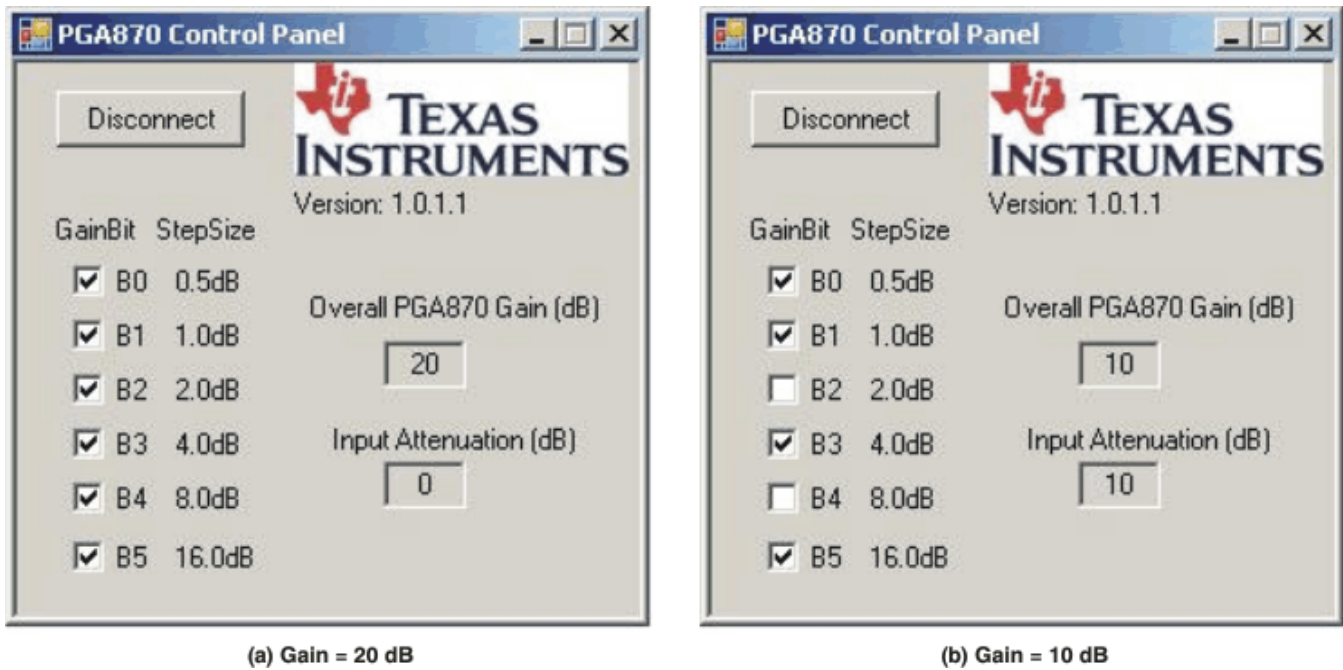 PGA870 Control Panel
Disconnect
TEXAS
INSTRUMENTS
Version: 1.0.1.1
GainBit StepSize
B0 0.5dB
B1 1.0dB
B2 2.0dB
B3 4.0dB
B4 8.0dB
B5 16.0dB
Overall PGA870 Gain (dB)
20
Input Attenuation (dB)
0
(a) Gain = 20 dB
PGA870 Control Panel
Disconnect
TEXAS
INSTRUMENTS
Version: 1.0.1.1
GainBit StepSize
B0 0.5dB
B1 1.0dB
B2 2.0dB
B3 4.0dB
B4 8.0dB
B5 16.0dB
Overall PGA870 Gain (dB)
10
Input Attenuation (dB)
10
(b) Gain = 10 dB